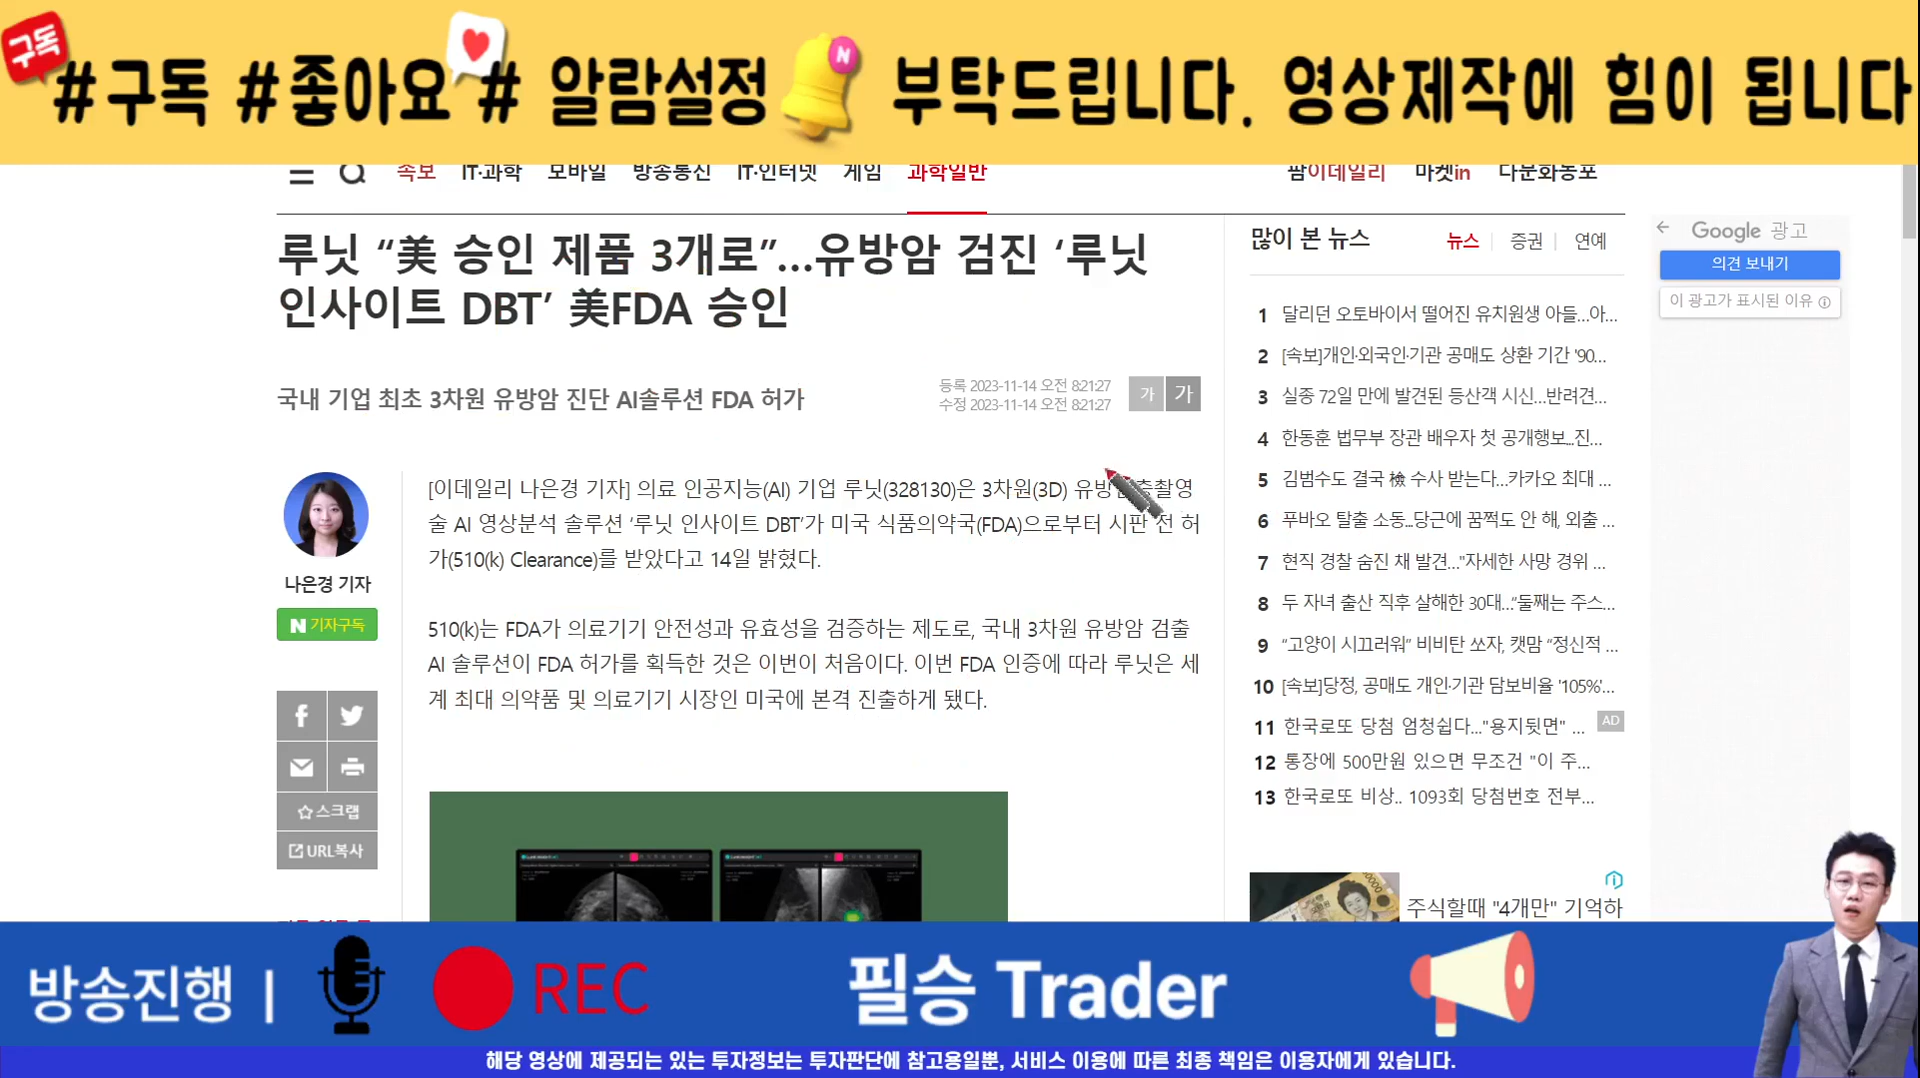 구독
#구독 #좋아요 # 알람설정 N 부탁드립니다. 영상제작에 힘이 됩니다
속보 IT·과학 모바일 방송통신 IT·인터넷 게임 과학일반 팜이데일리 마켓in 다문화동포
루닛 “美 승인 제품 3개로”...유방암 검진 ‘루닛
인사이트 DBT’ 美FDA 승인
국내 기업 최초 3차원 유방암 진단 AI솔루션 FDA 허가
등록 2023-11-14 오전 8:21:27
수정 2023-11-14 오전 8:21:27
가 가
나은경 기자
N 기자구독
스크랩
URL복사
[이데일리 나은경 기자] 의료 인공지능(AI) 기업 루닛(328130)은 3차원(3D) 유방단층촬영
술 AI 영상분석 솔루션 ‘루닛 인사이트 DBT’가 미국 식품의약국(FDA)으로부터 시판 전 허
가(510(k) Clearance)를 받았다고 14일 밝혔다.
510(k)는 FDA가 의료기기 안전성과 유효성을 검증하는 제도로, 국내 3차원 유방암 검출
AI 솔루션이 FDA 허가를 획득한 것은 이번이 처음이다. 이번 FDA 인증에 따라 루닛은 세
계 최대 의약품 및 의료기기 시장인 미국에 본격 진출하게 됐다.
많이 본 뉴스 뉴스 증권 연예
1 달리던 오토바이서 떨어진 유치원생 아들...아...
2 [속보]개인·외국인·기관 공매도 상환 기간 '90...
3 실종 72일 만에 발견된 등산객 시신...반려견...
4 한동훈 법무부 장관 배우자 첫 공개행보...진...
5 김범수도 결국 檢 수사 받는다...카카오 최대 ...
6 푸바오 탈출 소동...당근에 꿈쩍도 안 해, 외출 ...
7 현직 경찰 숨진 채 발견..."자세한 사망 경위 ...
8 두 자녀 출산 직후 살해한 30대...“둘째는 주스...
9 “고양이 시끄러워” 비비탄 쏘자, 캣맘 “정신적 ...
10 [속보]당정, 공매도 개인·기관 담보비율 '105%'...
11 한국로또 당첨 엄청쉽다..."용지뒷면" ... AD
12 통장에 500만원 있으면 무조건 "이 주...
13 한국로또 비상.. 1093회 당첨번호 전부...
주식할때 "4개만" 기억하
Google 광고
의견 보내기
이 광고가 표시된 이유
방송진행 | REC 필승 Trader
해당 영상에 제공되는 있는 투자정보는 투자판단에 참고용일뿐, 서비스 이용에 따른 최종 책임은 이용자에게 있습니다.